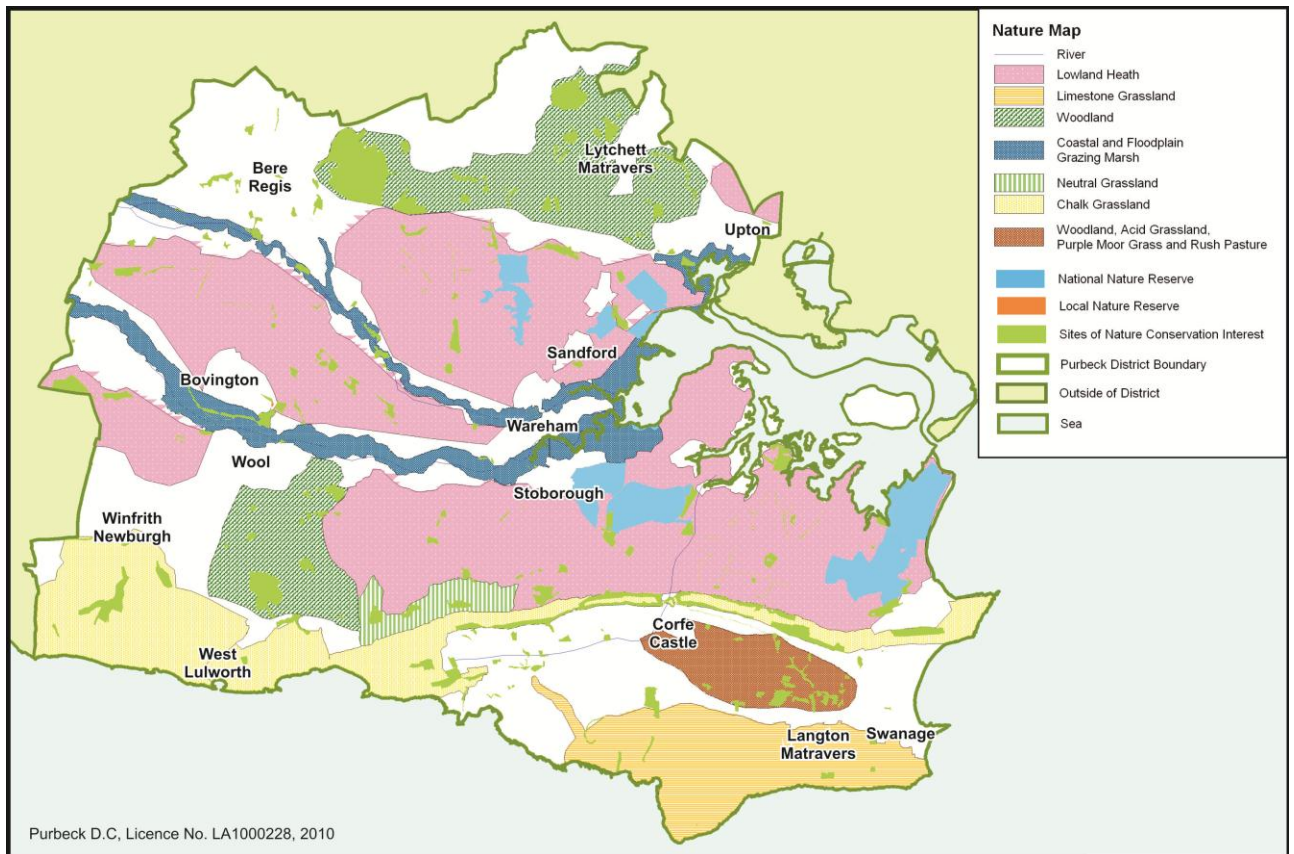 Nature Map
River
Lowland Heath
Limestone Grassland
Woodland
Coastal and Floodplain
Grazing Marsh
Neutral Grassland
Chalk Grassland
Woodland, Acid Grassland,
Purple Moor Grass and Rush Pasture
National Nature Reserve
Local Nature Reserve
Sites of Nature Conservation Interest
Purbeck District Boundary
Outside of District
Sea
Lytchett
Matravers
Bere
Regis
Upton
Sandford
Bovington
Wareham
Wool
Stoborough
Winfrith
Newburgh
Corfe
Castle
West
Lulworth
Langton
Matravers
Swanage
Purbeck D.C, Licence No. LA1000228, 2010